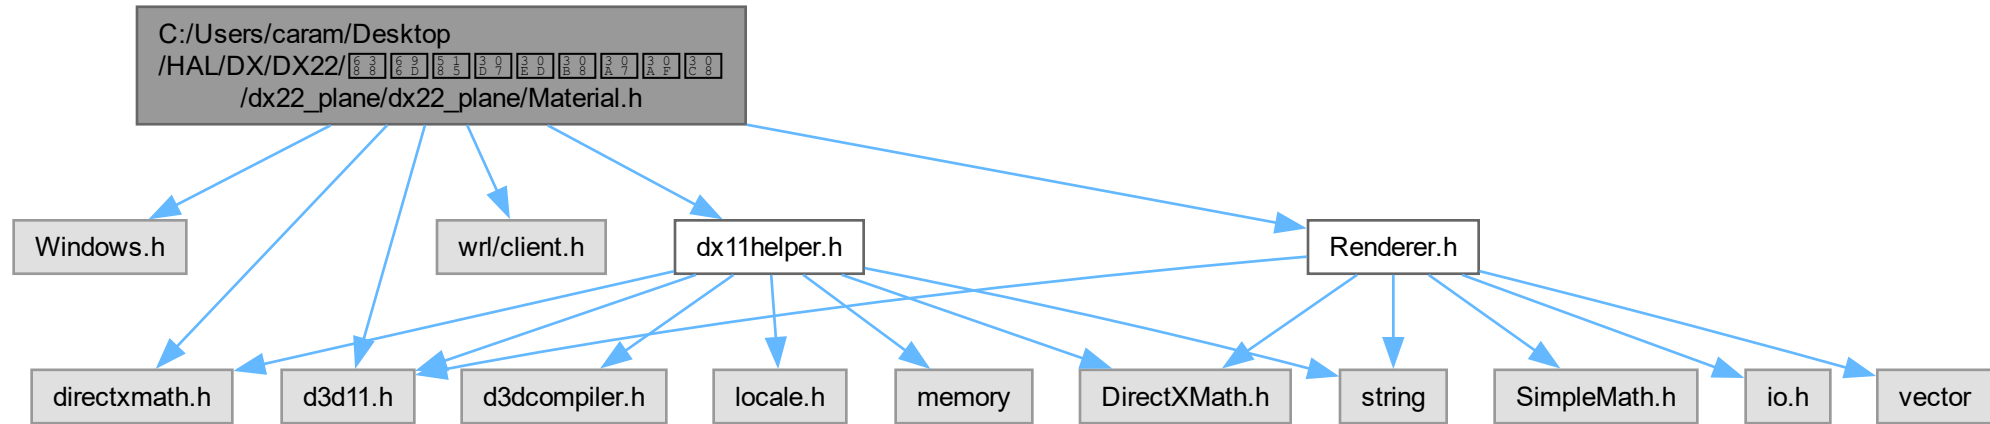 C:/Users/caram/Desktop
/HAL/DX/DX22/
/dx22_plane/dx22_plane/Material.h
Windows.h
wrl/client.h
dx11helper.h
Renderer.h
directxmath.h
d3d11.h
d3dcompiler.h
locale.h
memory
DirectXMath.h
string
SimpleMath.h
io.h
vector